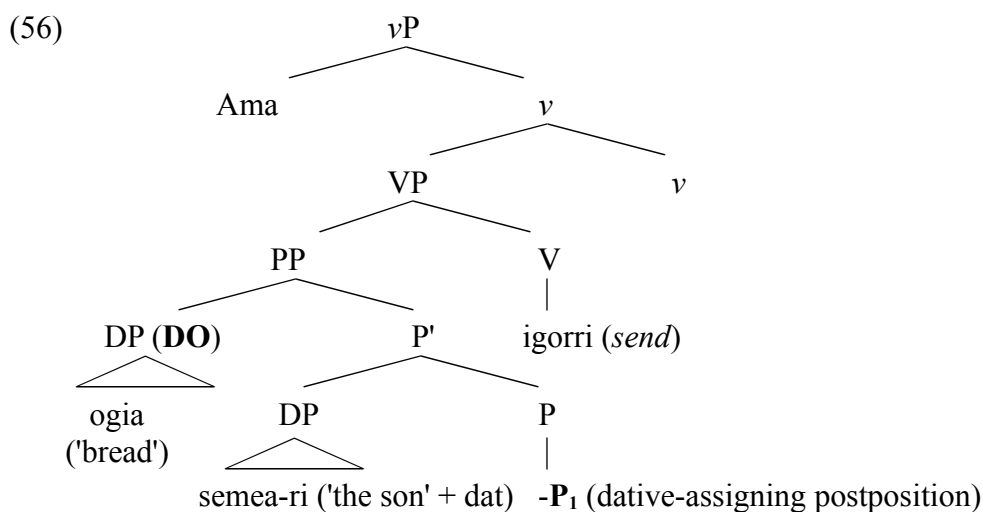 (56) vP
Ama v
VP v
PP V
DP (DO) P' igorri (send)
ogia DP P
('bread')
semea-ri ('the son' + dat) -P₁ (dative-assigning postposition)